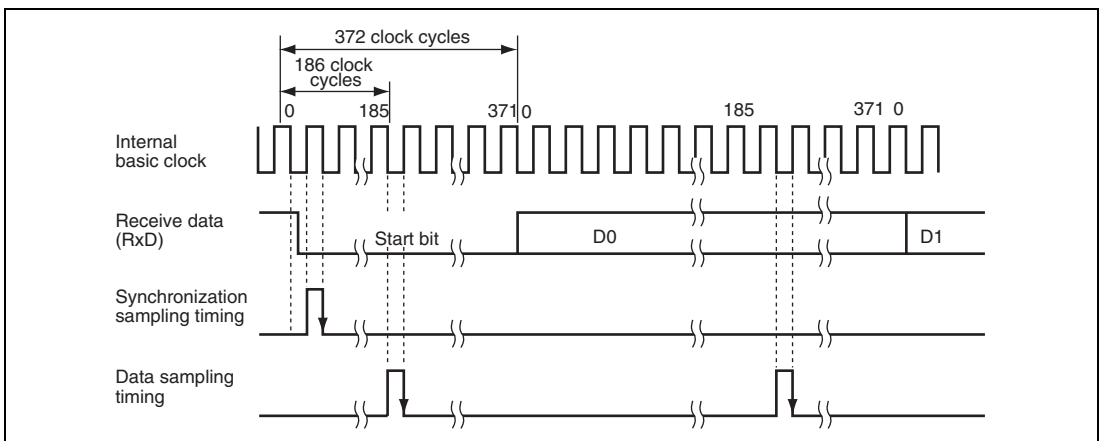 372 clock cycles
186 clock
cycles
0 185 371 0 185 371 0
Internal
basic clock
Receive data
(RxD)
Start bit D0 D1
Synchronization
sampling timing
Data sampling
timing